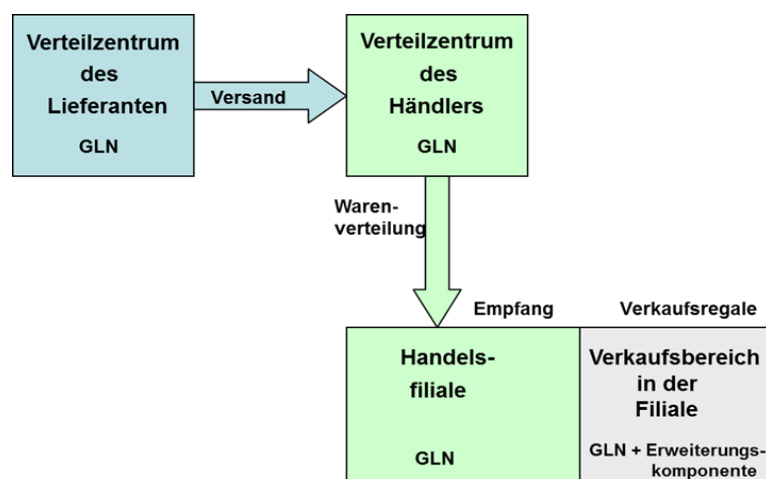 Verteilzentrum
des
Lieferanten
GLN
Versand
Verteilzentrum
des
Händlers
GLN
Waren-
verteilung
Empfang
Verkaufsregale
Handels-
filiale
GLN
Verkaufsbereich
in der
Filiale
GLN + Erweiterungs-
komponente